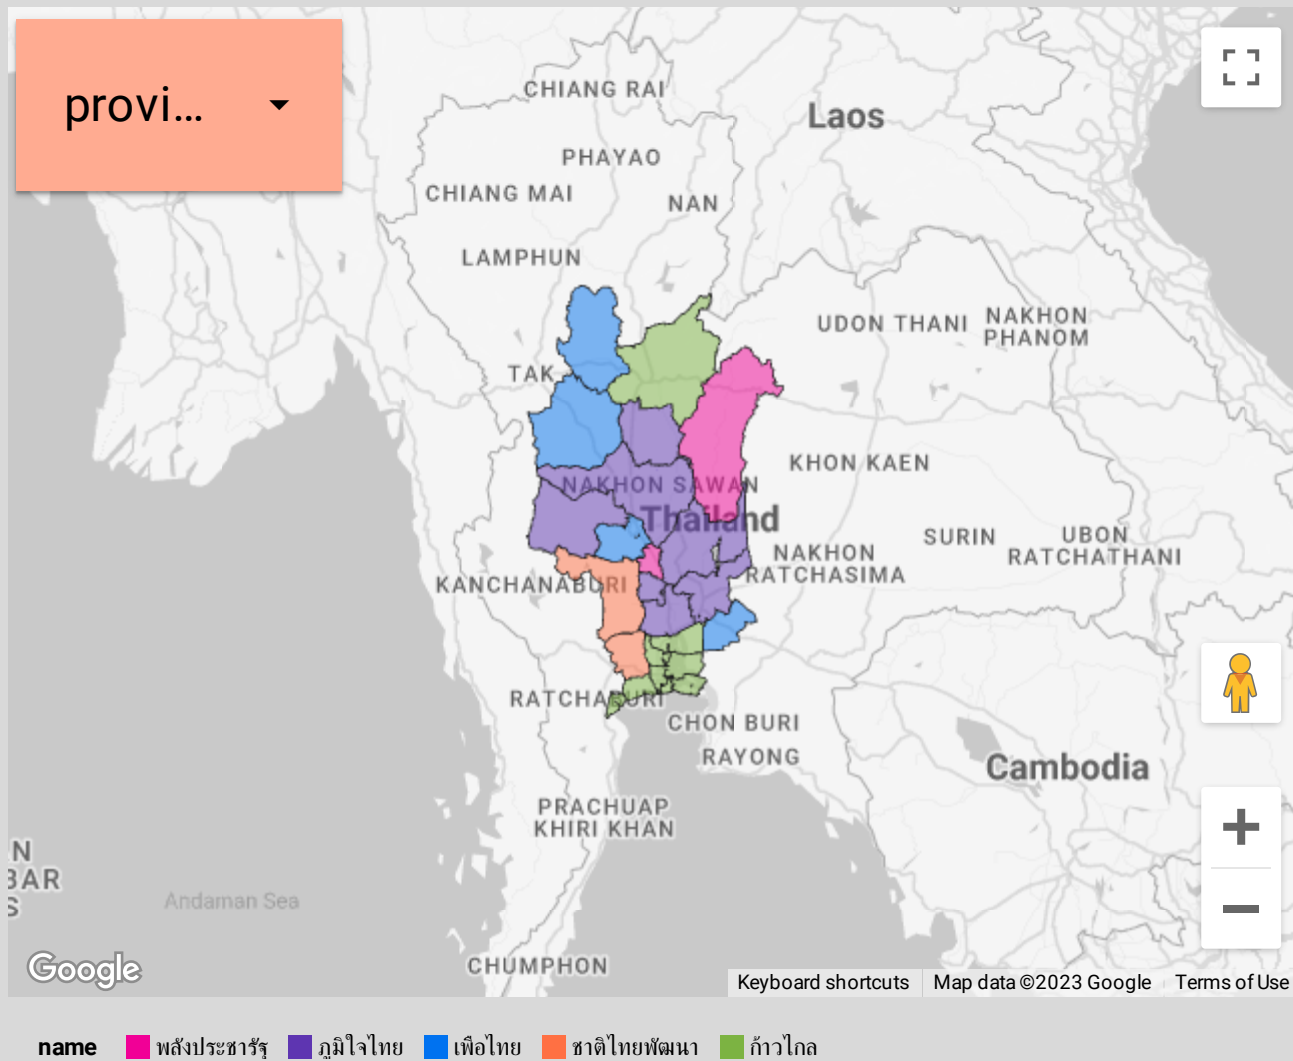 provi...
CHIANG RAI
Laos
PHAYAO
CHIANG MAI
NAN
LAMPHUN
UDON THANI
NAKHON
PHANOM
TAK
KHON KAEN
NAKHON SAWAN
Thailand
SURIN
UBON
RATCHATHANI
NAKHON
RATCHASIMA
KANCHANABURI
RATCHABURI
CHON BURI
RAYONG
Cambodia
PRACHUAP
KHIRI KHAN
N
BAR
S
Andaman Sea
CHUMPHON
Google
Keyboard shortcuts
Map data ©2023 Google
Terms of Use
name พลังประชารัฐ ภูมิใจไทย เพื่อไทย ชาติไทยพัฒนา ก้าวไกล